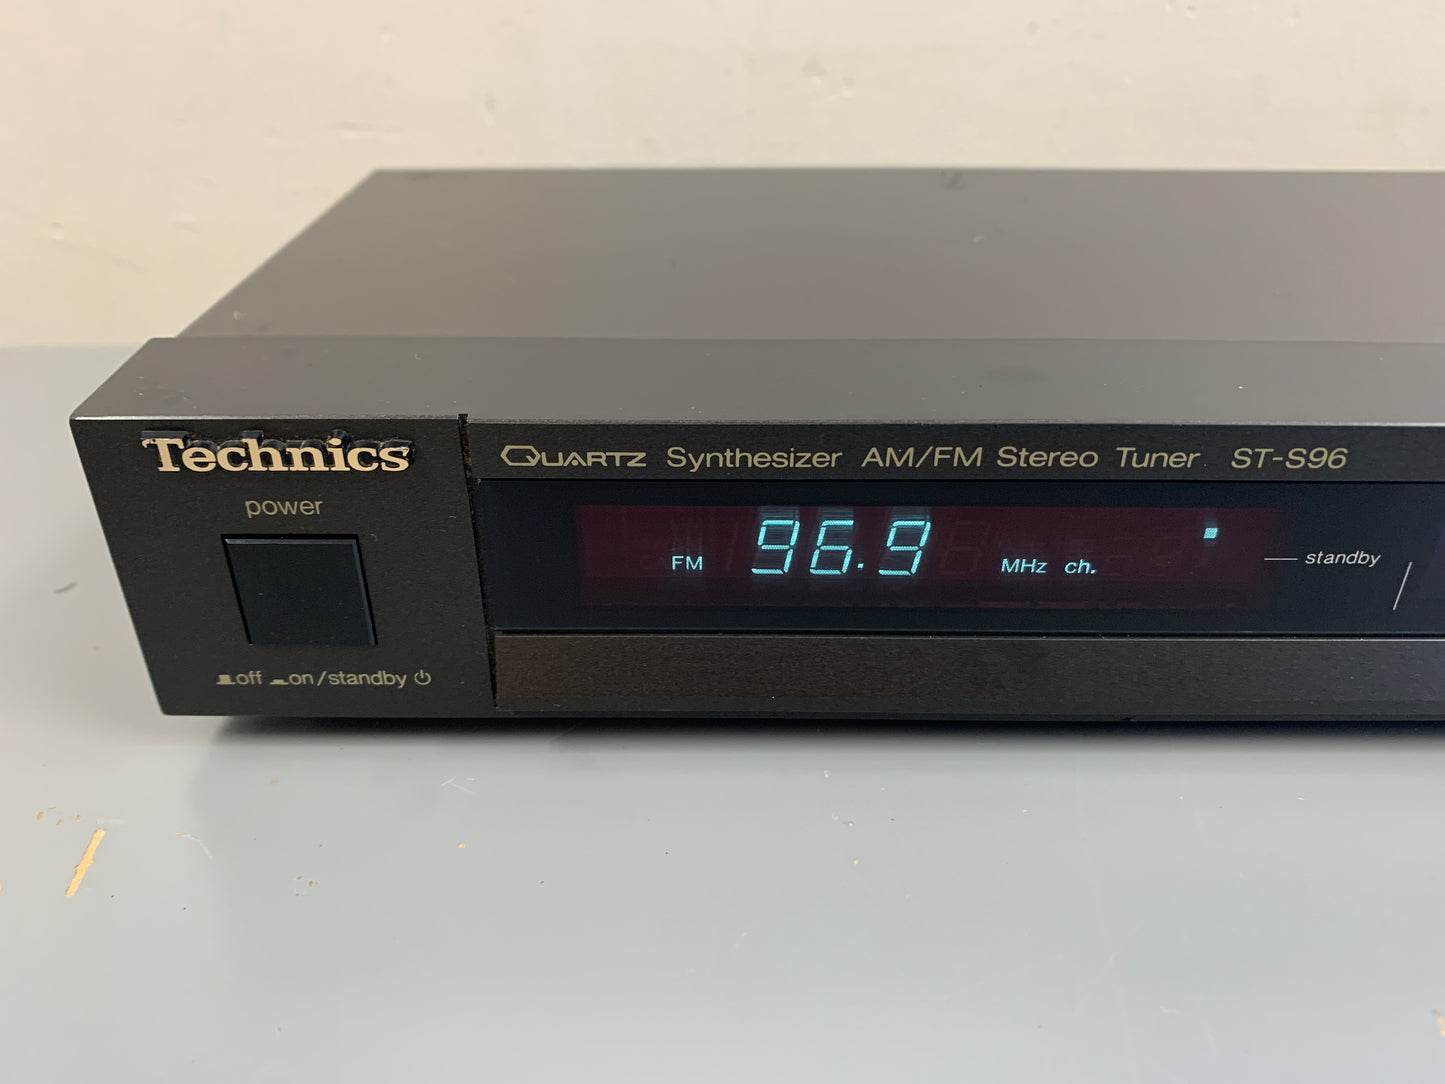 Technics
QUARTZ Synthesizer AM/FM Stereo Tuner ST-S96
power
FM 96.9 MHz ch.
standby
off on/standby